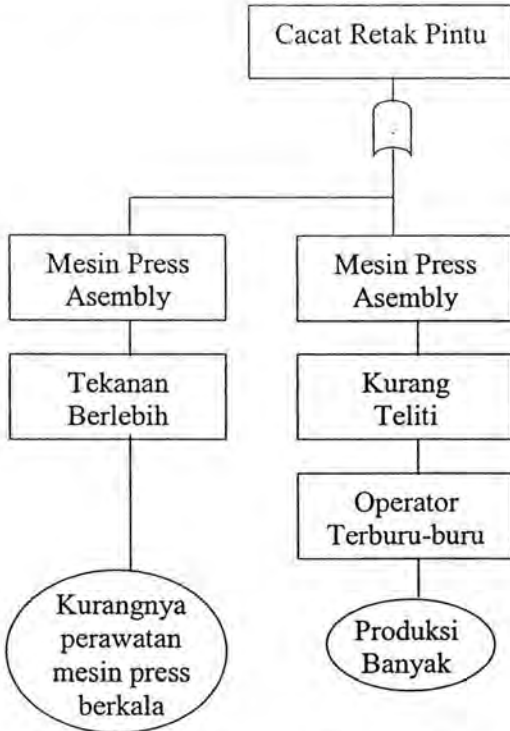 Cacat Retak Pintu
Mesin Press
Asembly
Mesin Press
Asembly
Tekanan
Berlebih
Kurang
Teliti
Operator
Terburu-buru
Kurangnya
perawatan
mesin press
berkala
Produksi
Banyak